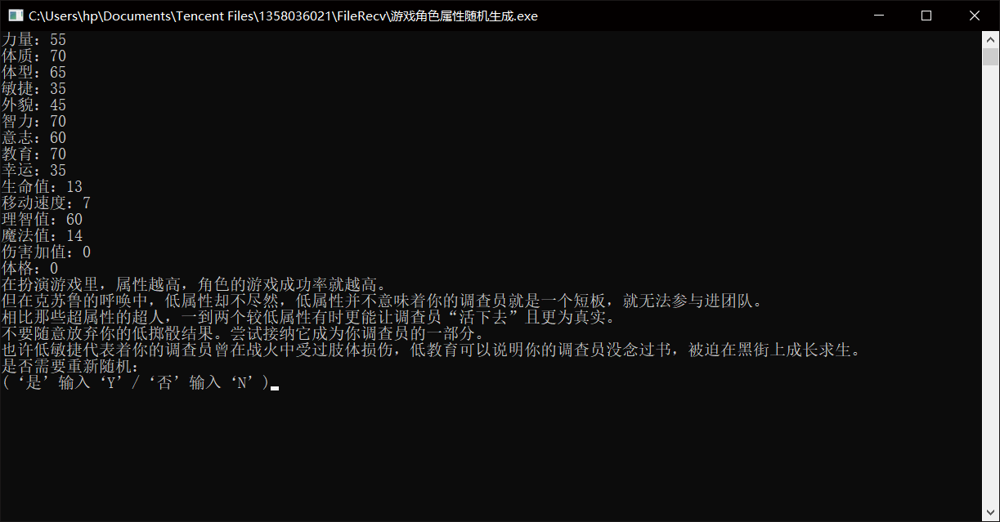 C:\Users\hp\Documents\Tencent Files\1358036021\FileRecv\游戏角色属性随机生成.exe
力量：55
体质：70
体型：65
敏捷：35
外貌：45
智力：70
意志：60
教育：70
幸运：35
生命值：13
移动速度：7
理智值：60
魔法值：14
伤害加值：0
体格：0
在扮演游戏里，属性越高，角色的游戏成功率就越高。
但在克苏鲁的呼唤中，低属性却不尽然，低属性并不意味着你的调查员就是一个短板，就无法参与进团队。
相比那些超属性的超人，一到两个较低属性有时更能让调查员“活下去”且更为真实。
不要随意放弃你的低掷骰结果。尝试接纳它成为你调查员的一部分。
也许低敏捷代表着你的调查员曾在战火中受过肢体损伤，低教育可以说明你的调查员没念过书，被迫在黑街上成长求生。
是否需要重新随机：
(‘是’输入‘Y’/‘否’输入‘N’)